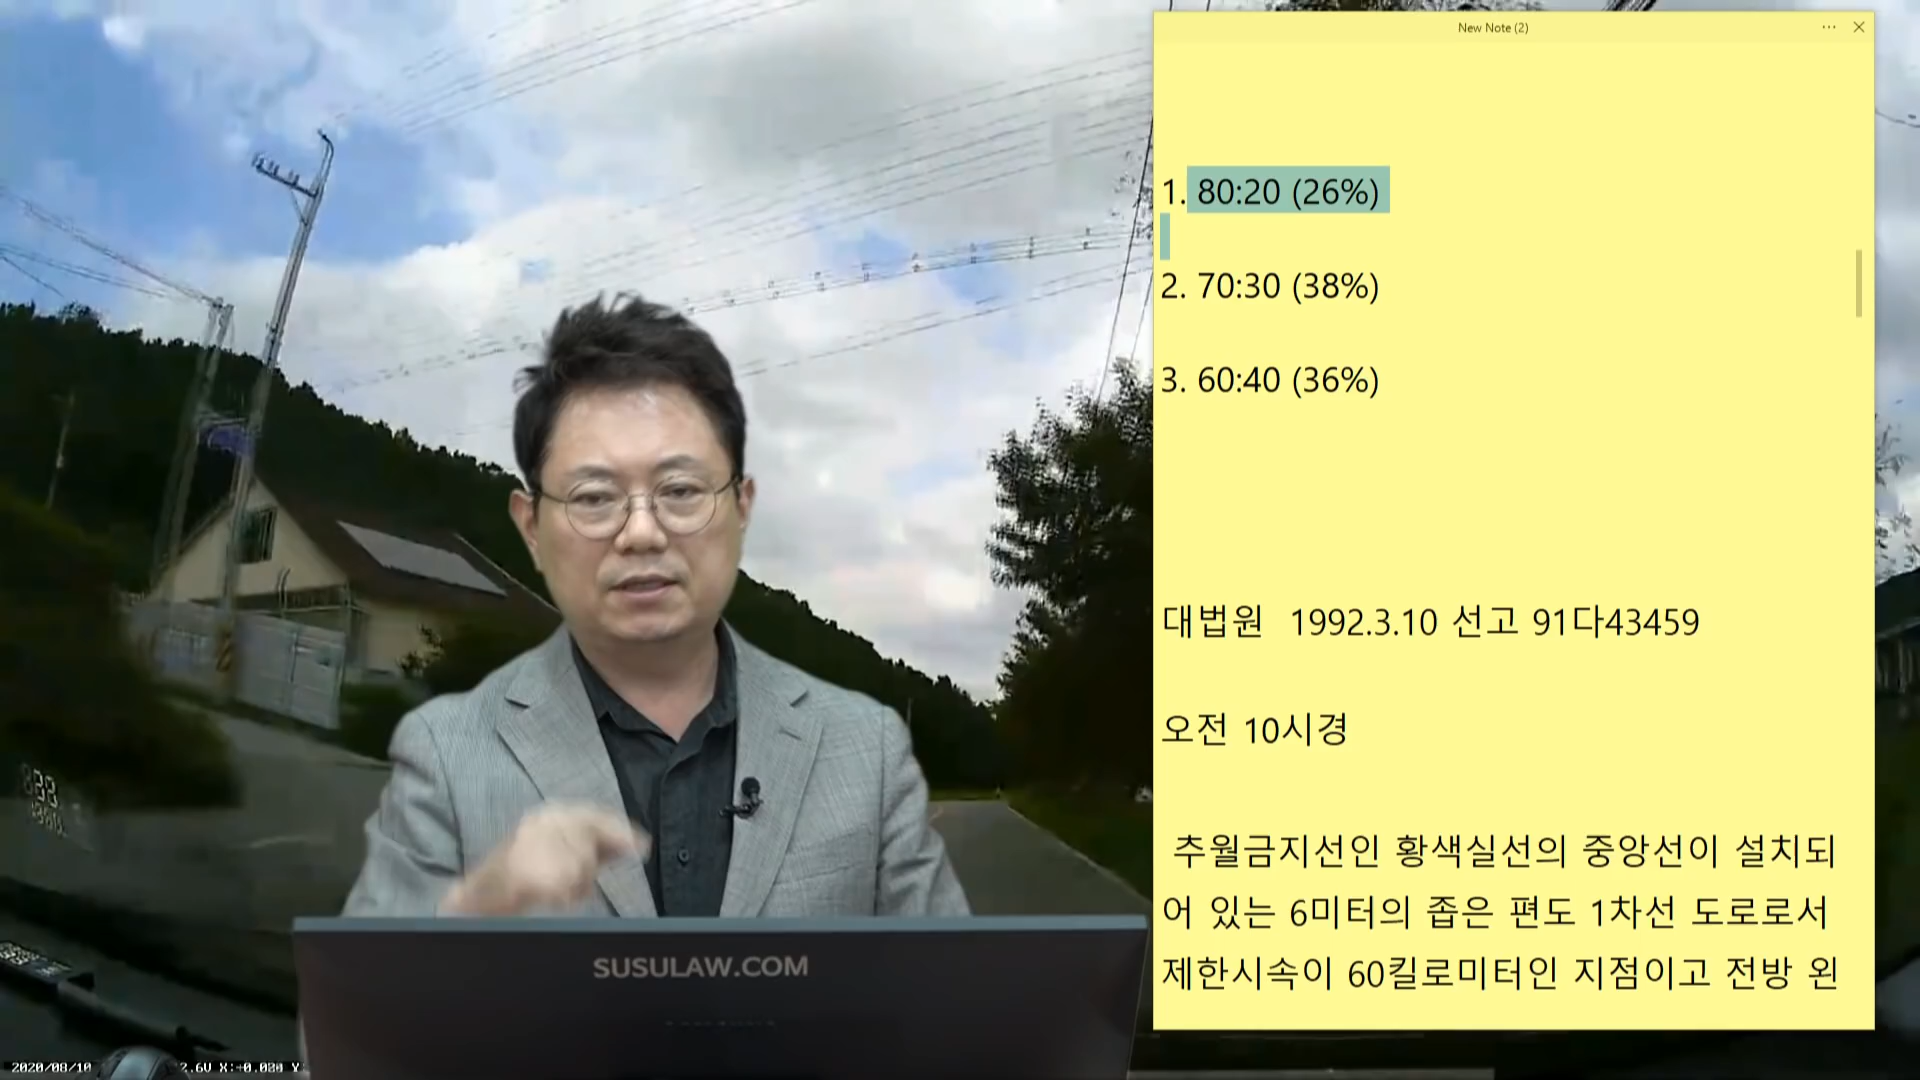 New Note (2)
1. 80:20 (26%)
2. 70:30 (38%)
3. 60:40 (36%)
대법원 1992.3.10 선고 91다43459
오전 10시경
추월금지선인 황색실선의 중앙선이 설치되
어 있는 6미터의 좁은 편도 1차선 도로로서
제한시속이 60킬로미터인 지점이고 전방 왼
SUSULAW.COM
2020/08/10 2.6V X:+0.020 Y